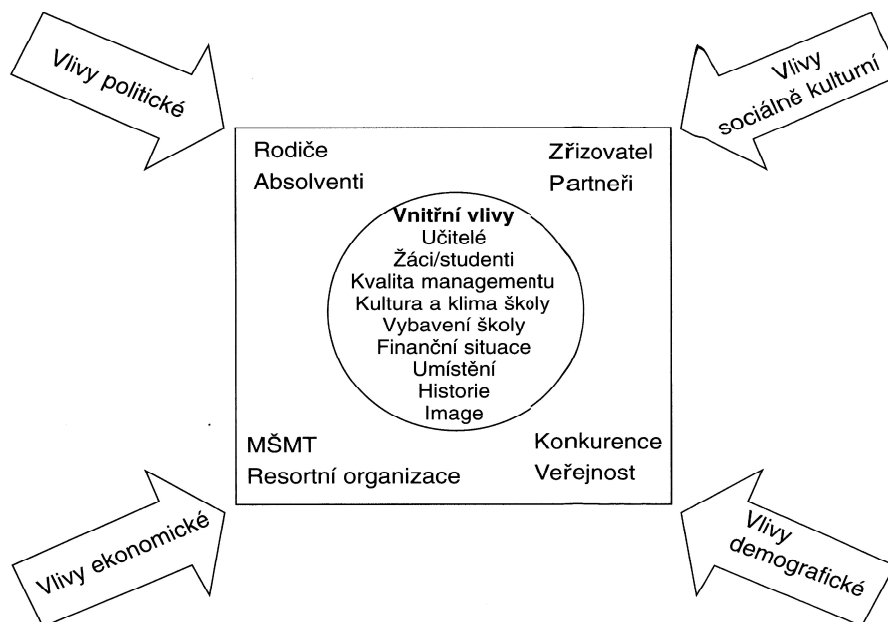 Vlivy politické
Vlivy
sociálně kulturní
Rodiče
Absolventi
Zřizovatel
Partneři
Vnitřní vlivy
Učitelé
Žáci/studenti
Kvalita managementu
Kultura a klima školy
Vybavení školy
Finanční situace
Umístění
Historie
Image
MŠMT
Resortní organizace
Konkurence
Veřejnost
Vlivy ekonomické
Vlivy
demografické